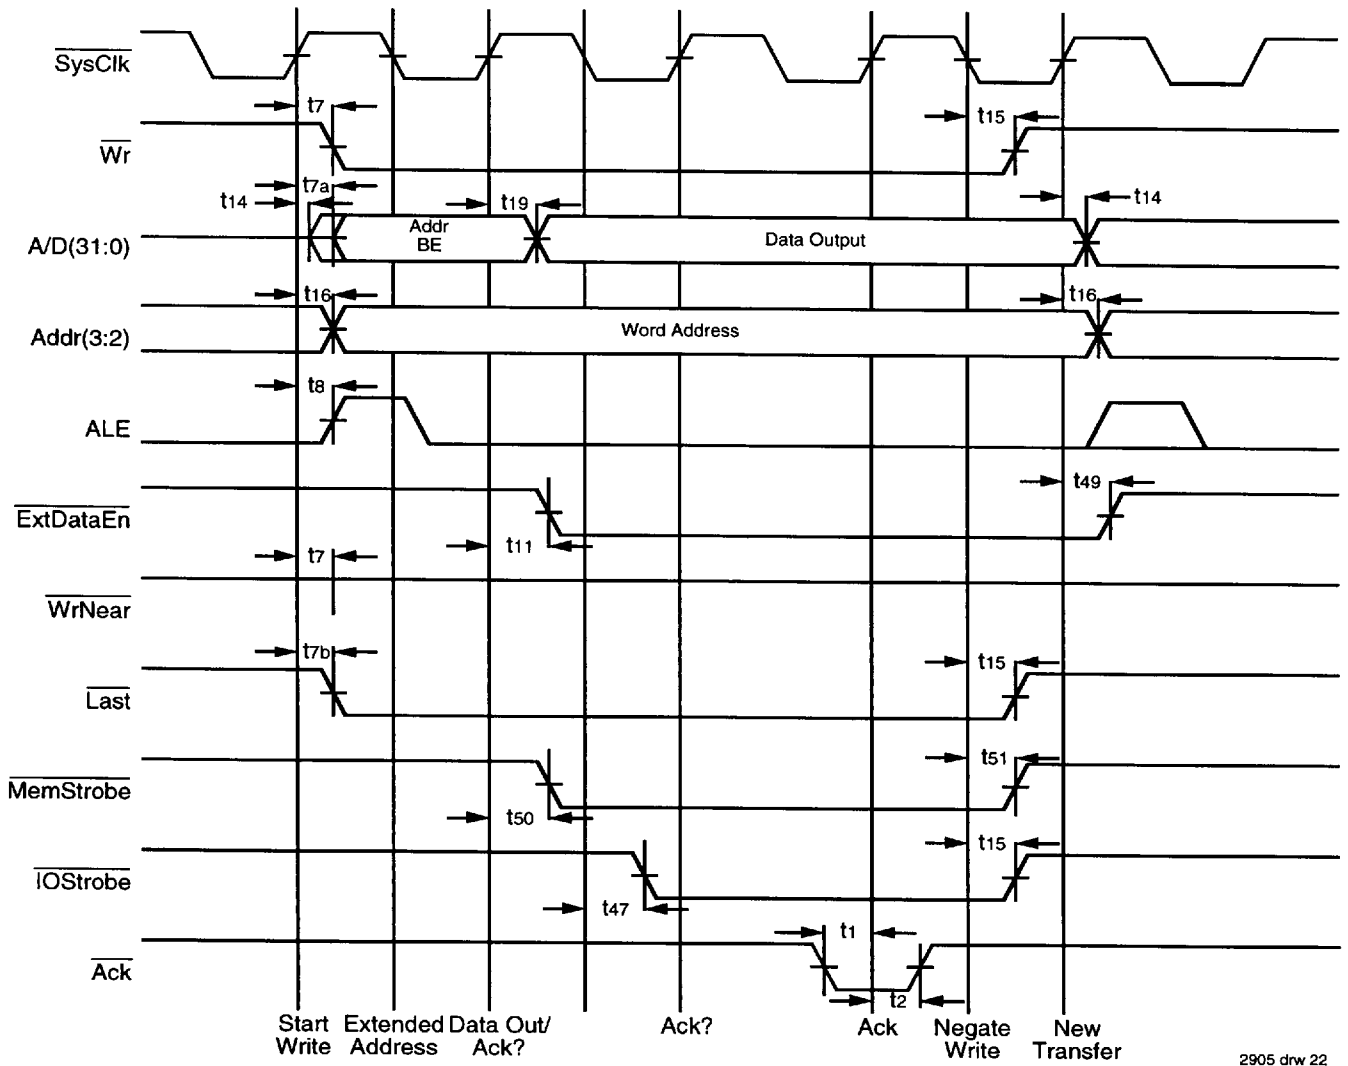 SysClk
t7
t15
Wr
t7a
t14
t19
t14
A/D(31:0)
Addr
BE
Data Output
t16
t16
Addr(3:2)
Word Address
t8
ALE
t49
ExtDataEn
t11
t7
WrNear
t7b
t15
Last
t51
MemStrobe
t50
t15
IOStrobe
t47
t1
Ack
t2
Start
Write
Extended
Address
Data Out/
Ack?
Ack?
Ack
Negate
Write
New
Transfer
2905 drw 22